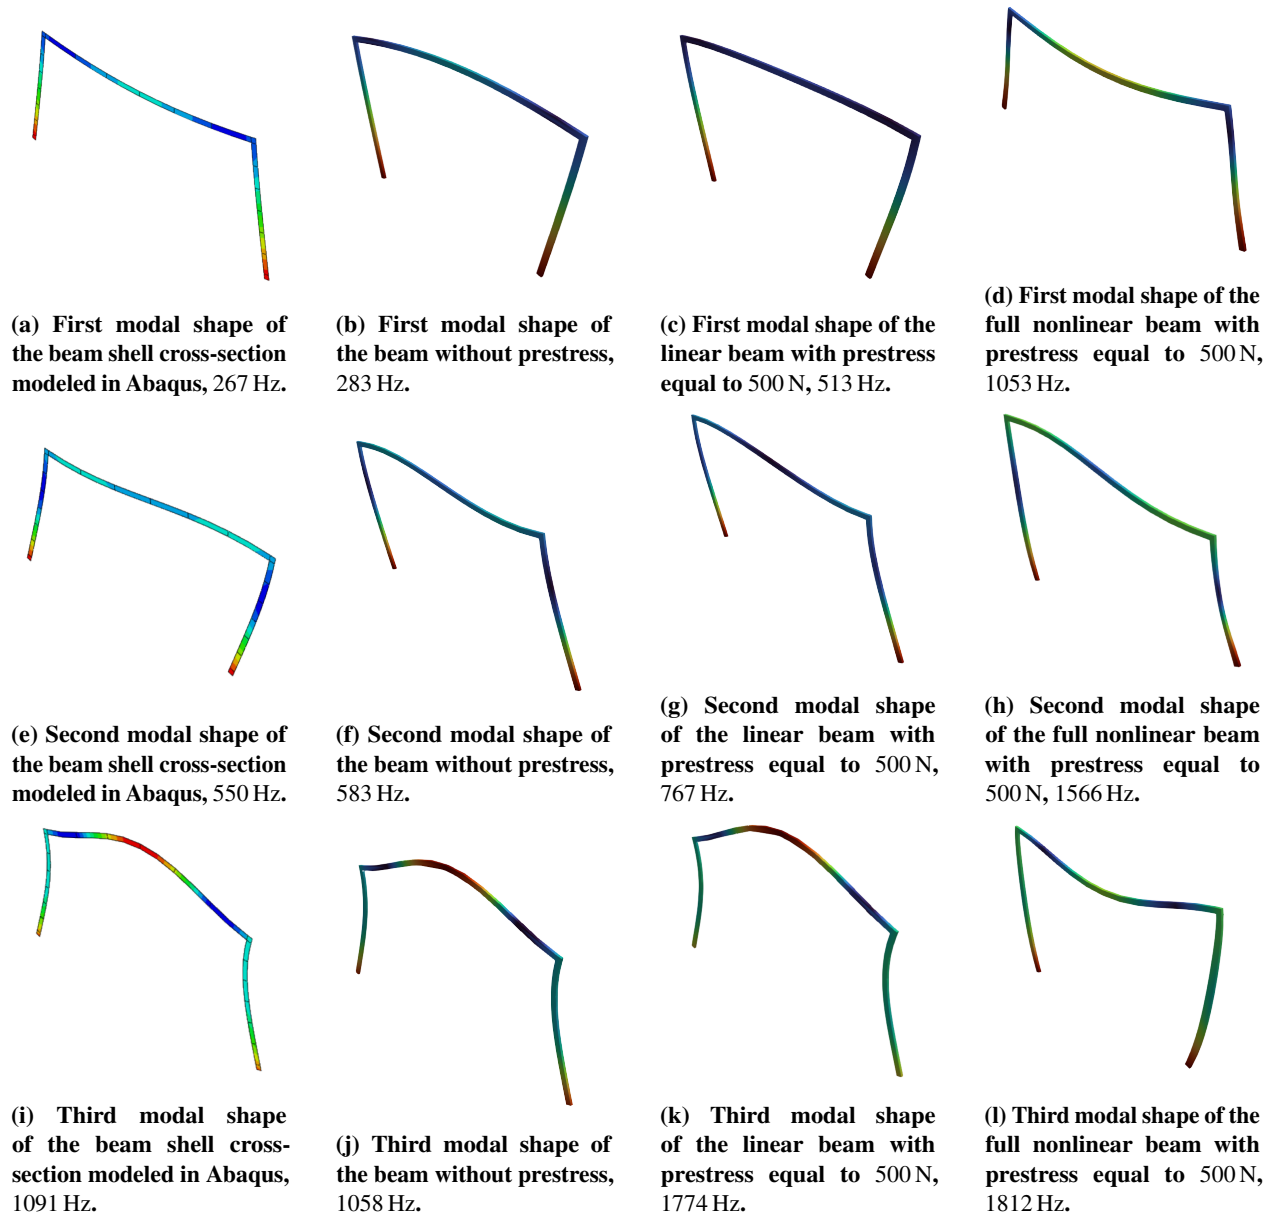 (a) First modal shape of
the beam shell cross-section
modeled in Abaqus, 267 Hz.
(b) First modal shape of
the beam without prestress,
283 Hz.
(c) First modal shape of the
linear beam with prestress
equal to 500 N, 513 Hz.
(d) First modal shape of the
full nonlinear beam with
prestress equal to 500 N,
1053 Hz.
(e) Second modal shape of
the beam shell cross-section
modeled in Abaqus, 550 Hz.
(f) Second modal shape of
the beam without prestress,
583 Hz.
(g) Second modal shape
of the linear beam with
prestress equal to 500 N,
767 Hz.
(h) Second modal shape
of the full nonlinear beam
with prestress equal to
500 N, 1566 Hz.
(i) Third modal shape
of the beam shell cross-
section modeled in Abaqus,
1091 Hz.
(j) Third modal shape of
the beam without prestress,
1058 Hz.
(k) Third modal shape
of the linear beam with
prestress equal to 500 N,
1774 Hz.
(l) Third modal shape of the
full nonlinear beam with
prestress equal to 500 N,
1812 Hz.